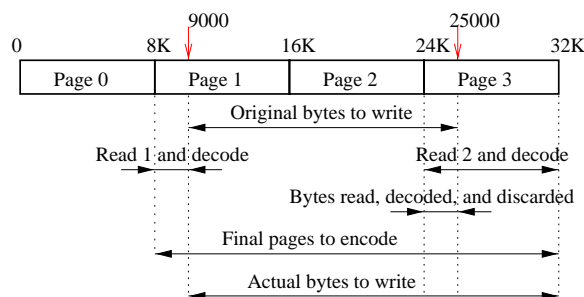 9000 25000
0 8K 16K 24K 32K
Page 0 Page 1 Page 2 Page 3
Original bytes to write
Read 1 and decode Read 2 and decode
Bytes read, decoded, and discarded
Final pages to encode
Actual bytes to write